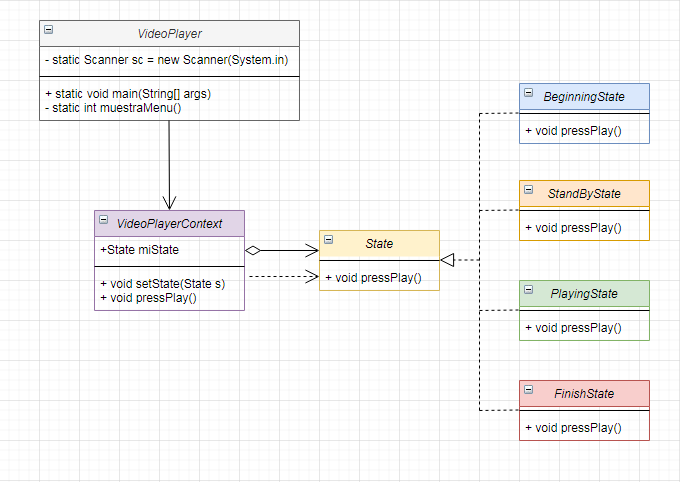 VideoPlayer
- static Scanner sc = new Scanner(System.in)
+ static void main(String[] args)
- static int muestraMenu()
VideoPlayerContext
+State miState
+ void setState(State s)
+ void pressPlay()
State
+ void pressPlay()
BeginningState
+ void pressPlay()
StandByState
+ void pressPlay()
PlayingState
+ void pressPlay()
FinishState
+ void pressPlay()